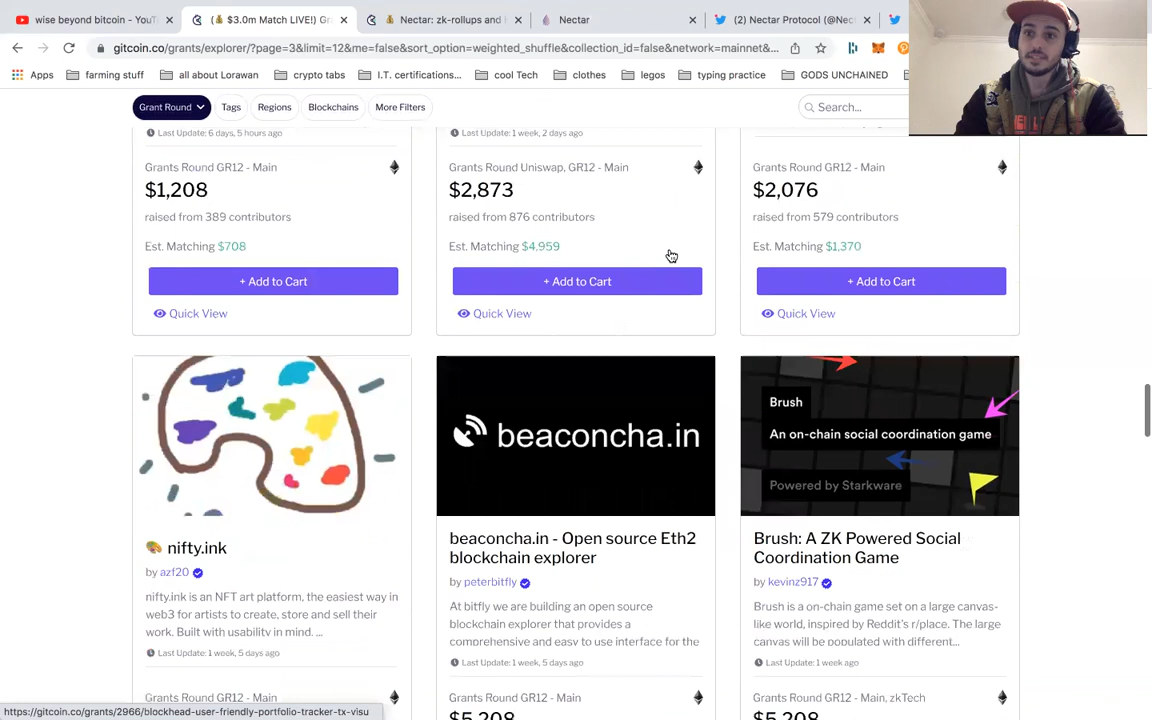 wise beyond bitcoin - YouT
($3.0m Match LIVE!) Gr
Nectar: zk-rollups and
Nectar
(2) Nectar Protocol (@Nect
gitcoin.co/grants/explorer/?page=3&limit=12&me=false&sort_option=weighted_shuffle&collection_id=false&network=mainnet&...
Apps
farming stuff
all about Lorawan
crypto tabs
I.T. certifications...
cool Tech
clothes
legos
typing practice
GODS UNCHAINED
Grant Round
Tags
Regions
Blockchains
More Filters
Search...
Last Update: 6 days, 5 hours ago
Grants Round GR12 - Main
$1,208
raised from 389 contributors
Est. Matching $708
+ Add to Cart
Quick View
Last Update: 1 week, 2 days ago
Grants Round Uniswap, GR12 - Main
$2,873
raised from 876 contributors
Est. Matching $4,959
+ Add to Cart
Quick View
Grants Round GR12 - Main
$2,076
raised from 579 contributors
Est. Matching $1,370
+ Add to Cart
Quick View
nifty.ink
by azf20
nifty.ink is an NFT art platform, the easiest way in
web3 for artists to create, store and sell their
work. Built with usability in mind. ...
Last Update: 1 week, 5 days ago
Grants Round GR12 - Main
beaconcha.in
beaconcha.in - Open source Eth2
blockchain explorer
by peterbitfly
At bitfly we are building an open source
blockchain explorer that provides a
comprehensive and easy to use interface for the
Last Update: 1 week, 5 days ago
Grants Round GR12 - Main
$5,208
Brush
An on-chain social coordination game
Powered by Starkware
Brush: A ZK Powered Social
Coordination Game
by kevinz917
Brush is a on-chain game set on a large canvas-
like world, inspired by Reddit's r/place. The large
canvas will be populated with different...
Last Update: 1 week ago
Grants Round GR12 - Main, zkTech
$5,208
https://gitcoin.co/grants/2966/blockhead-user-friendly-portfolio-tracker-tx-visu